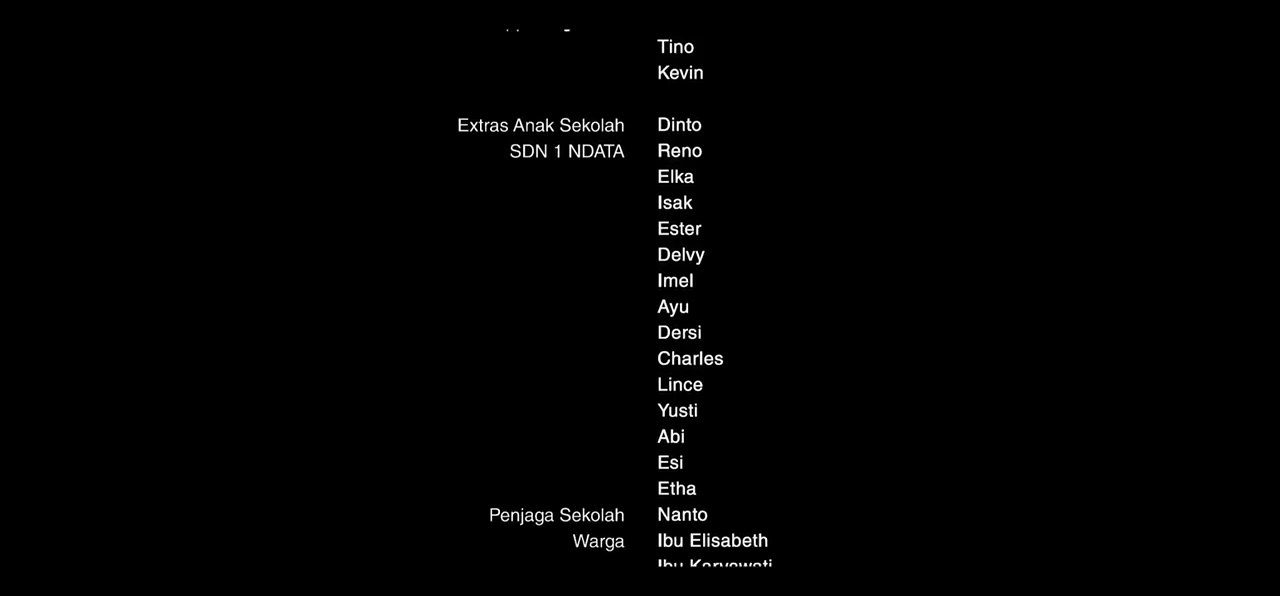 Tino
Kevin
Extras Anak Sekolah Dinto
SDN 1 NDATA Reno
Elka
Isak
Ester
Delvy
Imel
Ayu
Dersi
Charles
Lince
Yusti
Abi
Esi
Etha
Penjaga Sekolah Nanto
Warga Ibu Elisabeth
Ibu